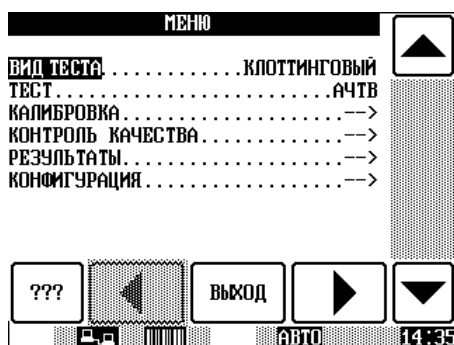 МЕНЮ
ВИД ТЕСТА.............КЛОТТИНГОВЫЙ
ТЕСТ..........................АЧТВ
КАЛИБРОВКА.....................-->
КОНТРОЛЬ КАЧЕСТВА..............-->
РЕЗУЛЬТАТЫ.....................-->
КОНФИГУРАЦИЯ...................-->
??? ВЫХОД
АВТО 14:35